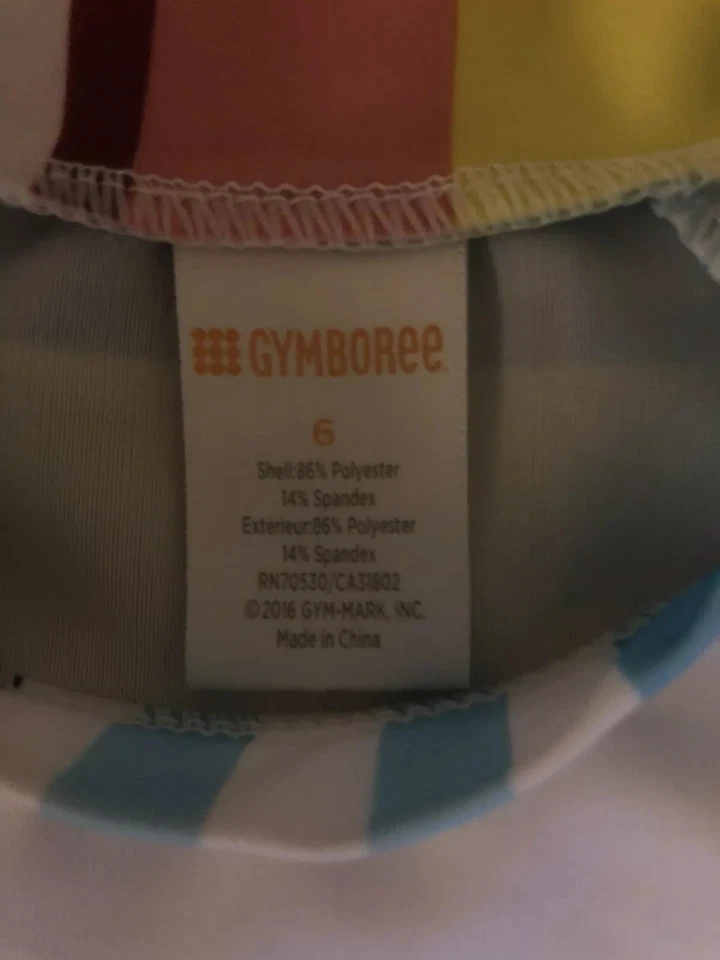 GYMBOREE
6
Shell:86% Polyester
14% Spandex
Exterieur:86% Polyester
14% Spandex
RN70530/CA31802
©2016 GYM-MARK, INC.
Made in China